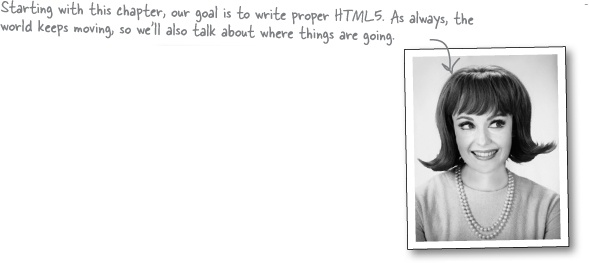 Starting with this chapter, our goal is to write proper HTML5. As always, the
world keeps moving, so we'll also talk about where things are going.